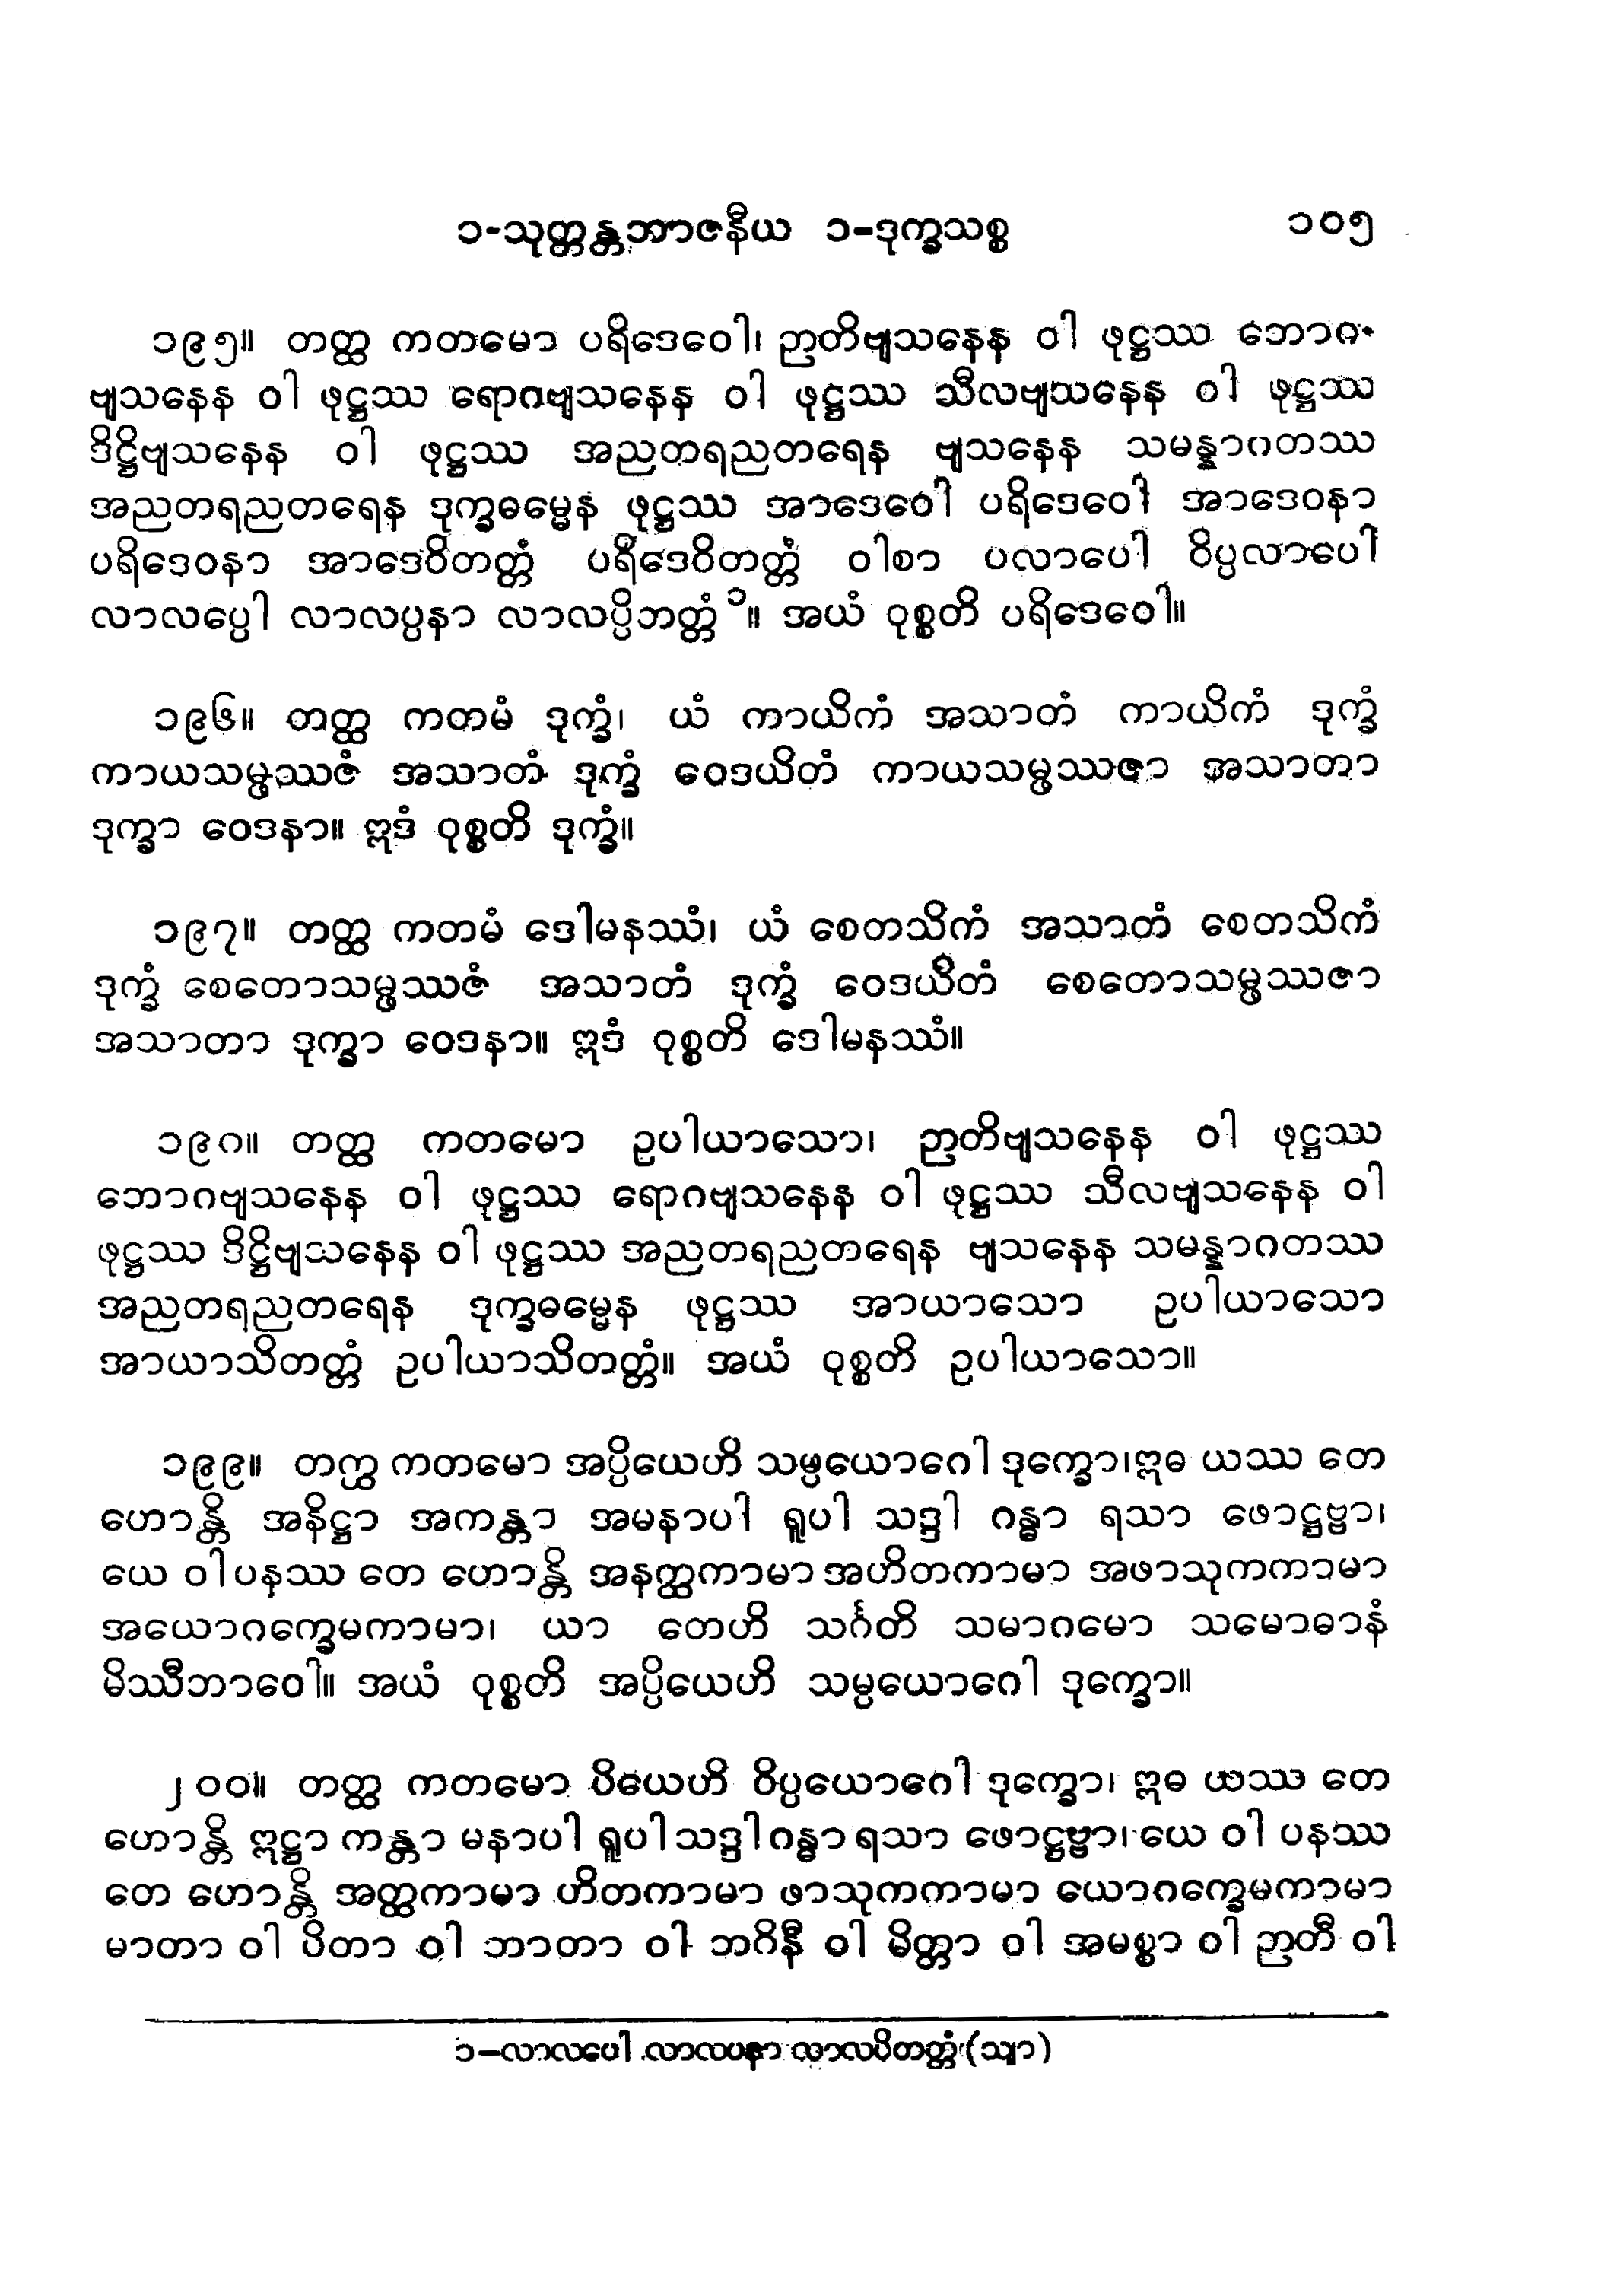 ၁-သုတ္တန္တဘာဇနီယ ၁-ဒုက္ခသစ္စ ၁၀၅
၁၉၅။ တတ္ထ ကတမော ပရိဒေဝေါ၊ ဉာတိဗျသနေန ဝါ ဖုဋ္ဌဿ ဘောဂ-
ဗျသနေန ဝါ ဖုဋ္ဌဿ ရောဂဗျသနေန ဝါ ဖုဋ္ဌဿ သီလဗျသနေန ဝါ ဖုဋ္ဌဿ
ဒိဋ္ဌိဗျသနေန ဝါ ဖုဋ္ဌဿ အညတရညတရေန ဗျသနေန သမန္နာဂတဿ
အညတရညတရေန ဒုက္ခဓမ္မေန ဖုဋ္ဌဿ အာဒေဝေါ ပရိဒေဝေါ အာဒေဝနာ
ပရိဒေဝနာ အာဒေဝိတတ္တံ ပရိဒေဝိတတ္တံ ဝါစာ ပလာပေါ ဝိပ္ပလာပေါ
လာလပ္ပေါ လာလပ္ပနာ လာလပ္ပိတတ္တံ ၁။ အယံ ဝုစ္စတိ ပရိဒေဝေါ။
၁၉၆။ တတ္ထ ကတမံ ဒုက္ခံ၊ ယံ ကာယိကံ အသာတံ ကာယိကံ ဒုက္ခံ
ကာယသမ္ဖဿဇံ အသာတံ ဒုက္ခံ ဝေဒယိတံ ကာယသမ္ဖဿဇာ အသာတာ
ဒုက္ခာ ဝေဒနာ။ ဣဒံ ဝုစ္စတိ ဒုက္ခံ။
၁၉၇။ တတ္ထ ကတမံ ဒေါမနဿံ၊ ယံ စေတသိကံ အသာတံ စေတသိကံ
ဒုက္ခံ စေတောသမ္ဖဿဇံ အသာတံ ဒုက္ခံ ဝေဒယိတံ စေတောသမ္ဖဿဇာ
အသာတာ ဒုက္ခာ ဝေဒနာ။ ဣဒံ ဝုစ္စတိ ဒေါမနဿံ။
၁၉၈။ တတ္ထ ကတမော ဥပါယာသော၊ ဉာတိဗျသနေန ဝါ ဖုဋ္ဌဿ
ဘောဂဗျသနေန ဝါ ဖုဋ္ဌဿ ရောဂဗျသနေန ဝါ ဖုဋ္ဌဿ သီလဗျသနေန ဝါ
ဖုဋ္ဌဿ ဒိဋ္ဌိဗျသနေန ဝါ ဖုဋ္ဌဿ အညတရညတရေန ဗျသနေန သမန္နာဂတဿ
အညတရညတရေန ဒုက္ခဓမ္မေန ဖုဋ္ဌဿ အာယာသော ဥပါယာသော
အာယာသိတတ္တံ ဥပါယာသိတတ္တံ။ အယံ ဝုစ္စတိ ဥပါယာသော။
၁၉၉။ တတ္ထ ကတမော အပ္ပိယေဟိ သမ္ပယောဂေါ ဒုက္ခော၊ ဣဓ ယဿ တေ
ဟောန္တိ အနိဋ္ဌာ အကန္တာ အမနာပါ ရူပါ သဒ္ဒါ ဂန္ဓာ ရသာ ဖောဋ္ဌဗ္ဗာ၊
ယေ ဝါ ပနဿ တေ ဟောန္တိ အနတ္ထကာမာ အဟိတကာမာ အဖာသုကကာမာ
အယောဂက္ခေမကာမာ၊ ယာ တေဟိ သင်္ဂတိ သမာဂမော သမောဓာနံ
မိဿီဘာဝေါ။ အယံ ဝုစ္စတိ အပ္ပိယေဟိ သမ္ပယောဂေါ ဒုက္ခော။
၂၀၀။ တတ္ထ ကတမော ပိယေဟိ ဝိပ္ပယောဂေါ ဒုက္ခော၊ ဣဓ ယဿ တေ
ဟောန္တိ ဣဋ္ဌာ ကန္တာ မနာပါ ရူပါ သဒ္ဒါ ဂန္ဓာ ရသာ ဖောဋ္ဌဗ္ဗာ၊ ယေ ဝါ ပနဿ
တေ ဟောန္တိ အတ္ထကာမာ ဟိတကာမာ ဖာသုကကာမာ ယောဂက္ခေမကာမာ
မာတာ ဝါ ပိတာ ဝါ ဘာတာ ဝါ ဘဂိနီ ဝါ မိတ္တာ ဝါ အမစ္စာ ဝါ ဉာတီ ဝါ
၁–လာလပေါ လာလပနာ လာလပိတတ္တံ (သျာ)